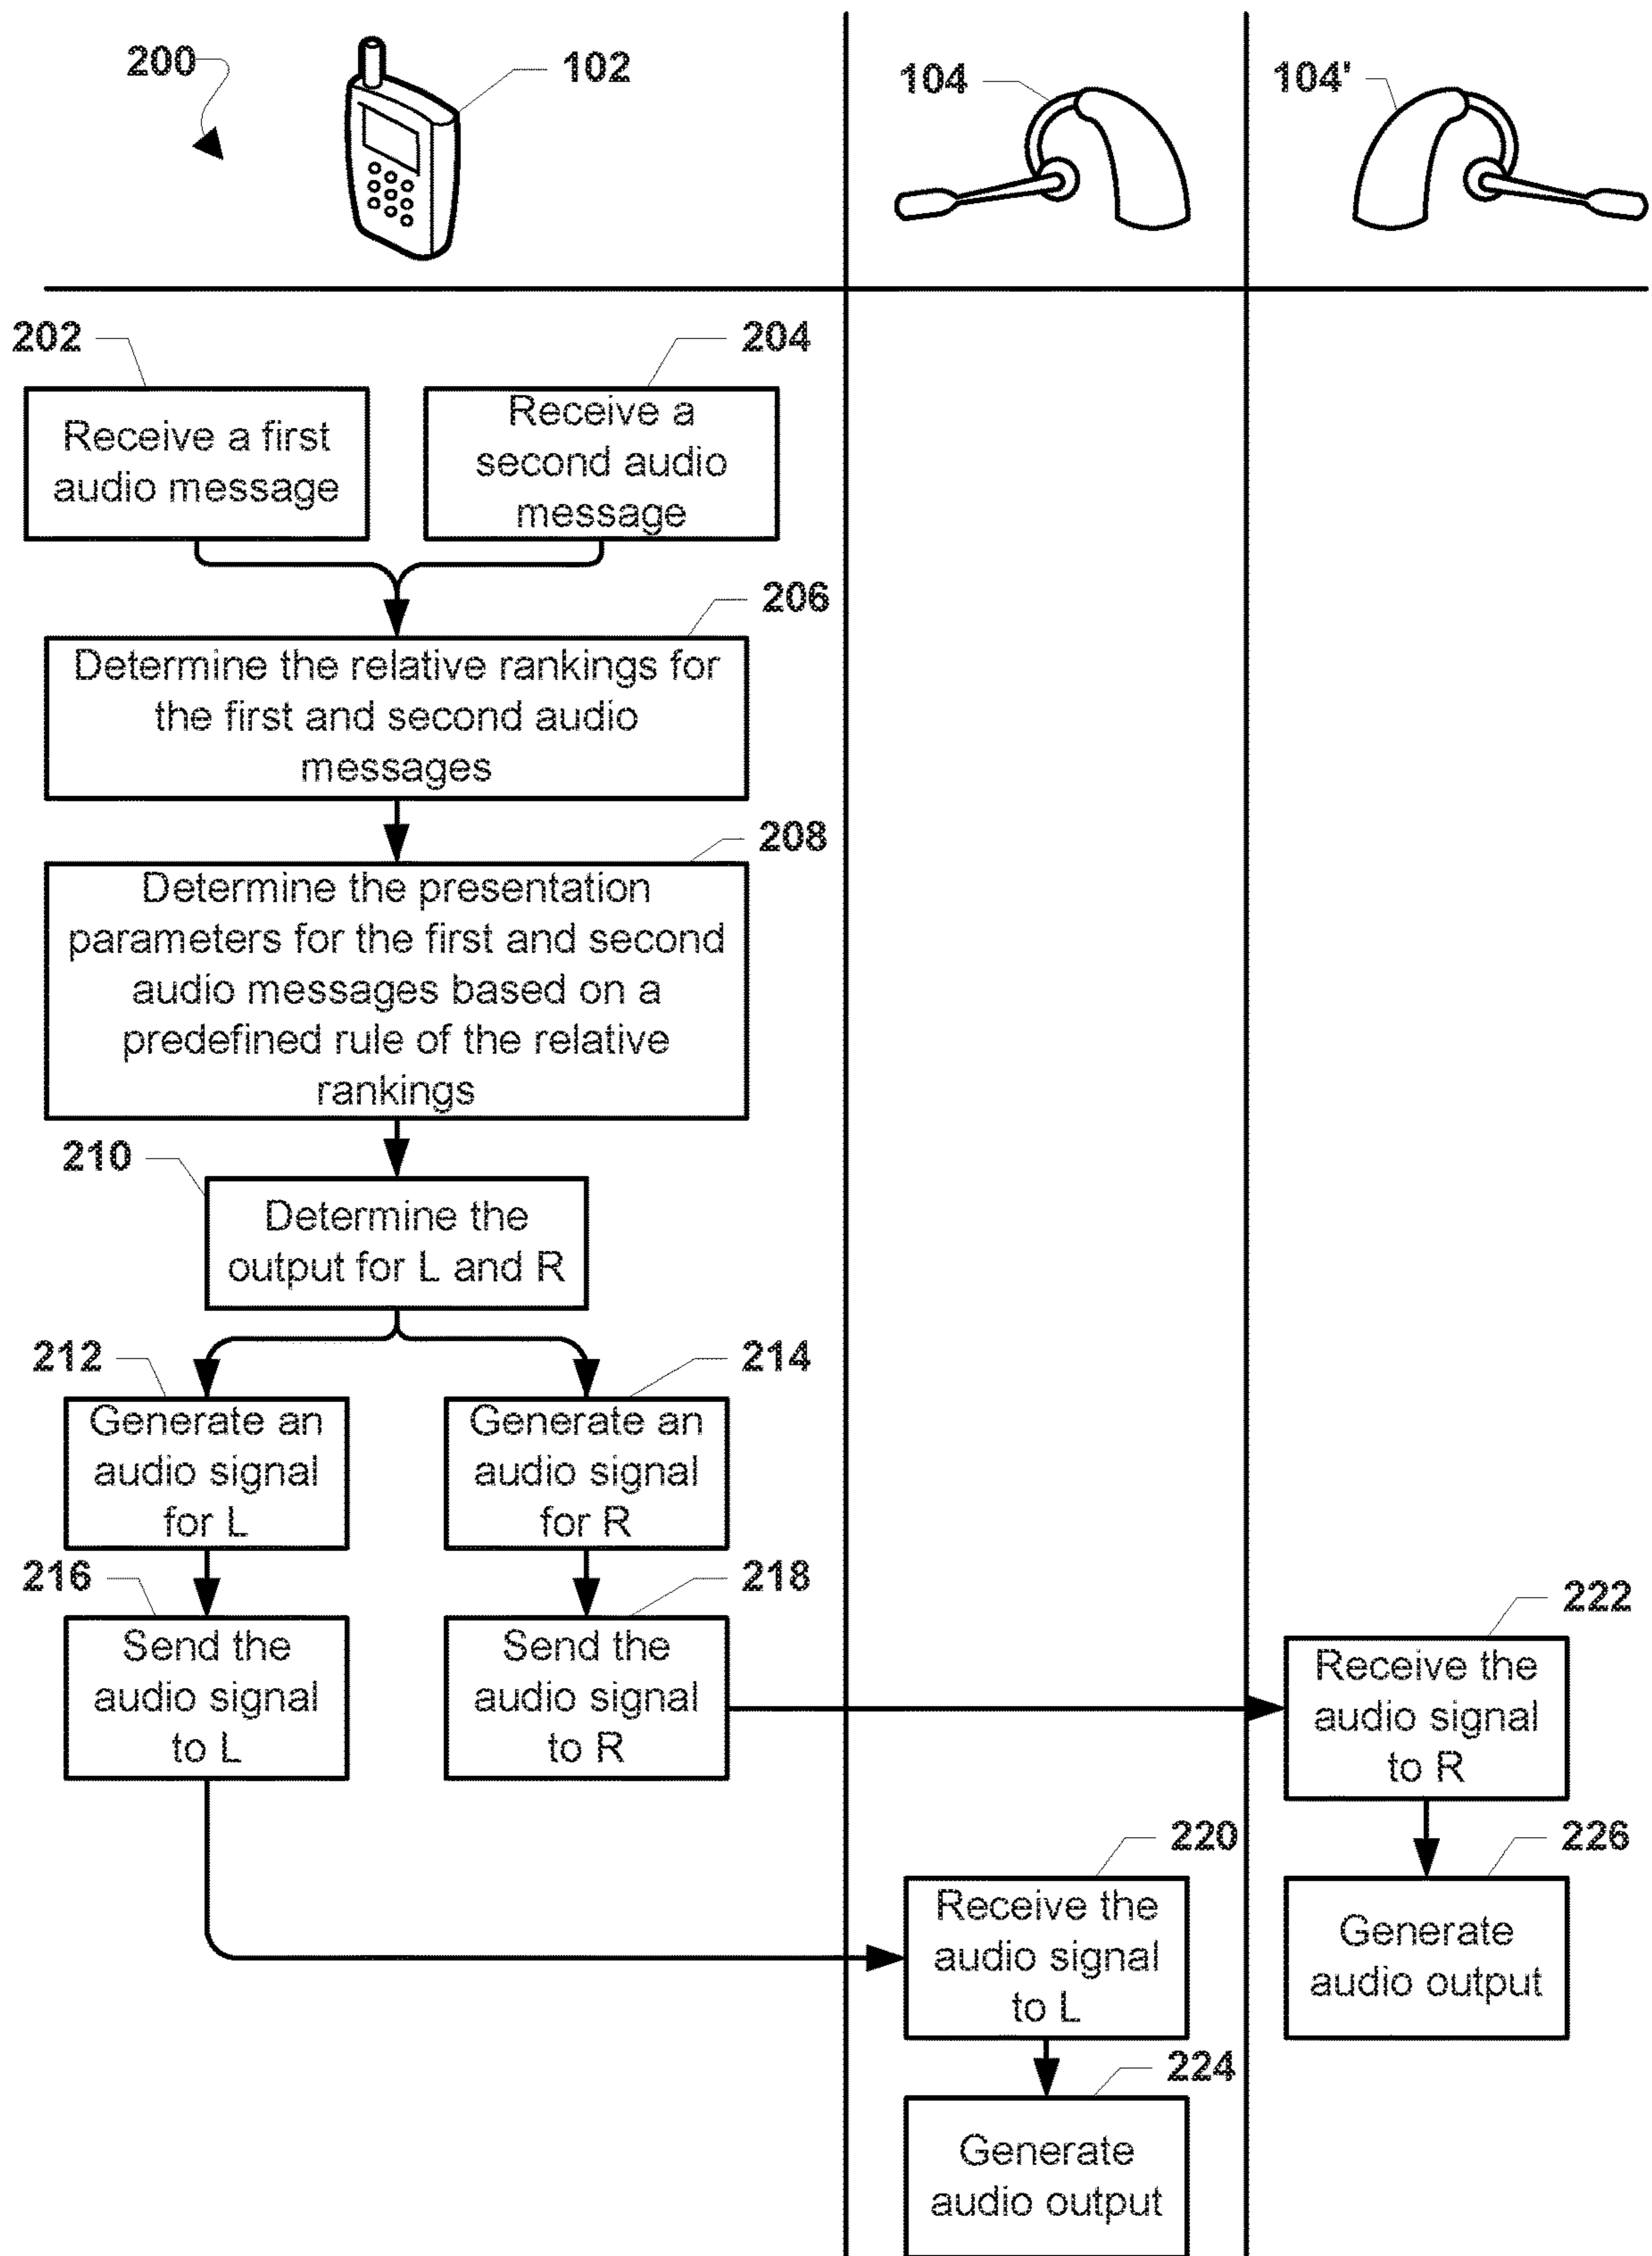 200
102
104
104'
202
204
Receive a first
audio message
Receive a
second audio
message
206
Determine the relative rankings for
the first and second audio
messages
208
Determine the presentation
parameters for the first and second
audio messages based on a
predefined rule of the relative
rankings
210
Determine the
output for L and R
212
214
Generate an
audio signal
for L
Generate an
audio signal
for R
216
218
Send the
audio signal
to L
Send the
audio signal
to R
222
Receive the
audio signal
to R
220
Receive the
audio signal
to L
226
Generate
audio output
224
Generate
audio output